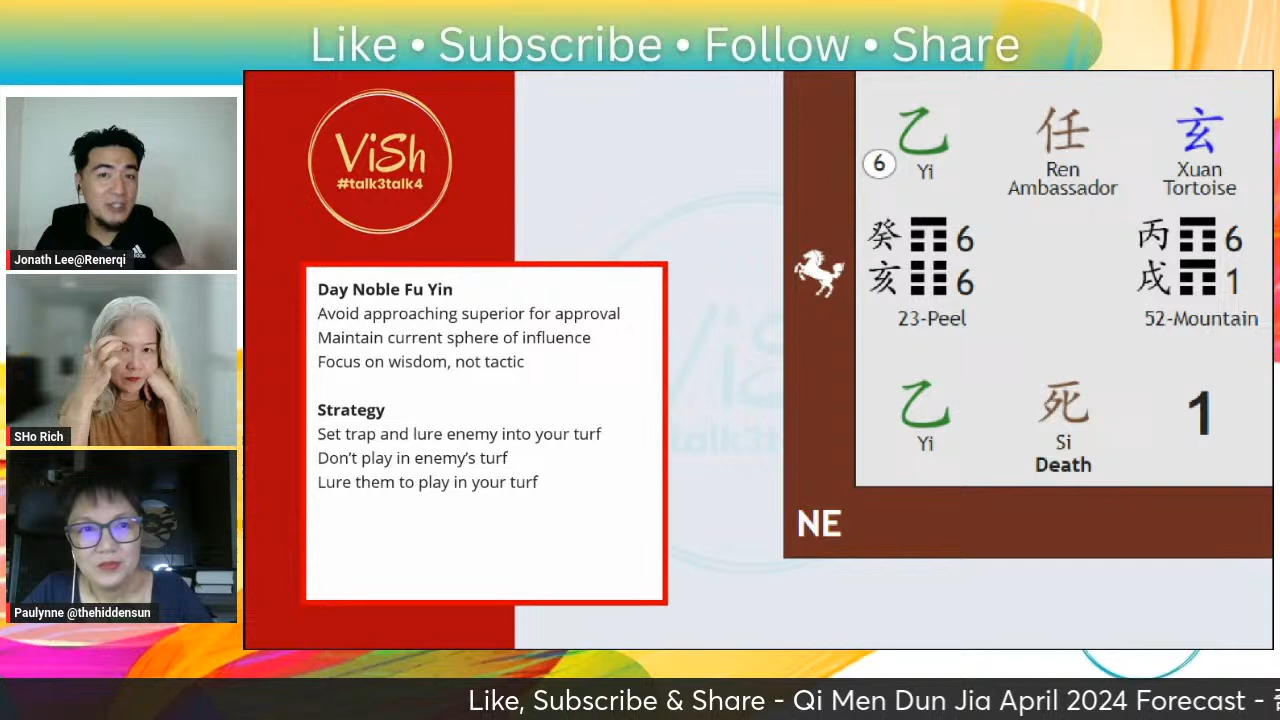 Like • Subscribe • Follow • Share
ViSh
#talk3talk4
Jonath Lee@Renerqi
SHo Rich
Paulynne @thehiddensun
Day Noble Fu Yin
Avoid approaching superior for approval
Maintain current sphere of influence
Focus on wisdom, not tactic
Strategy
Set trap and lure enemy into your turf
Don't play in enemy's turf
Lure them to play in your turf
乙 任 玄
6 Yi Ren Xuan
Ambassador Tortoise
癸 6 丙 6
亥 6 戌 1
23-Peel 52-Mountain
乙 死 1
Yi Si
Death
NE
Like, Subscribe & Share - Qi Men Dun Jia April 2024 Forecast -